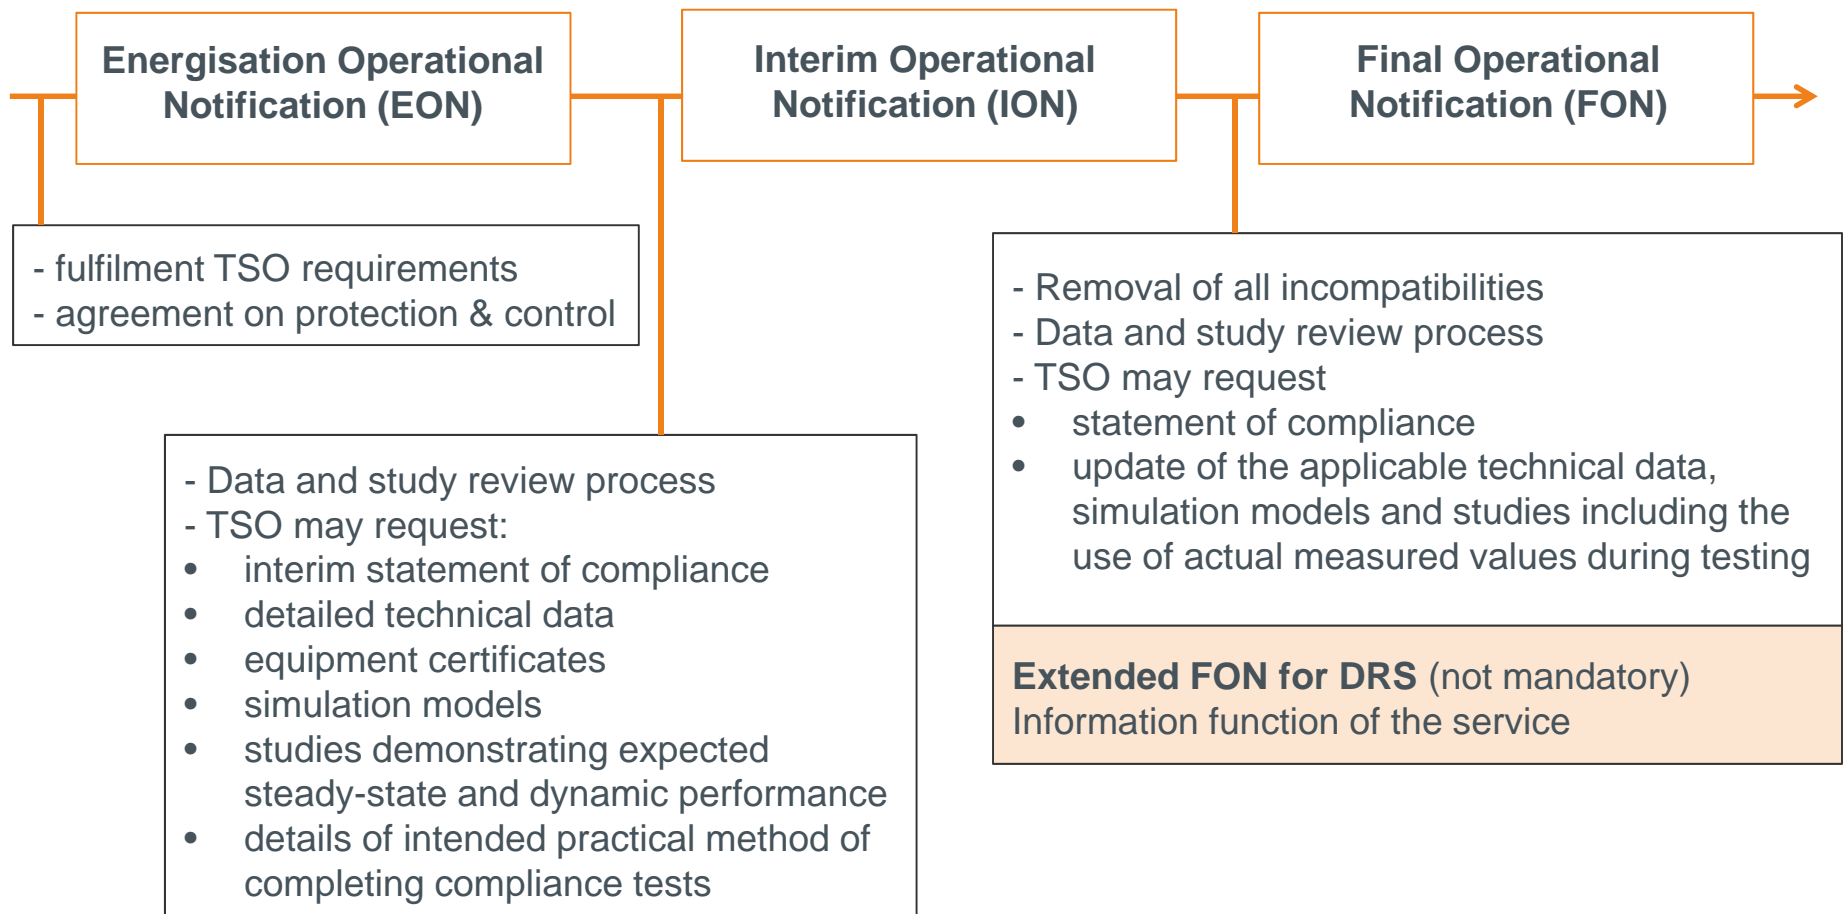 Energisation Operational
Notification (EON)
Interim Operational
Notification (ION)
Final Operational
Notification (FON)
- fulfilment TSO requirements
- agreement on protection & control
- Data and study review process
- TSO may request:
• interim statement of compliance
• detailed technical data
• equipment certificates
• simulation models
• studies demonstrating expected
steady-state and dynamic performance
• details of intended practical method of
completing compliance tests
- Removal of all incompatibilities
- Data and study review process
- TSO may request
• statement of compliance
• update of the applicable technical data,
simulation models and studies including the
use of actual measured values during testing
Extended FON for DRS (not mandatory)
Information function of the service